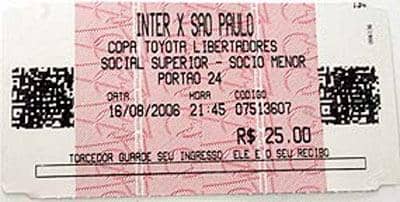 INTER X SAO PAULO
COPA TOYOTA LIBERTADORES
SOCIAL SUPERIOR - SOCIO MENOR
PORTAO 24
DATA HORA CODIGO
16/08/2006 21:45 07513607
R$ 25.00
TORCEDOR GUARDE SEU INGRESSO ELE E O SEU RECIBO